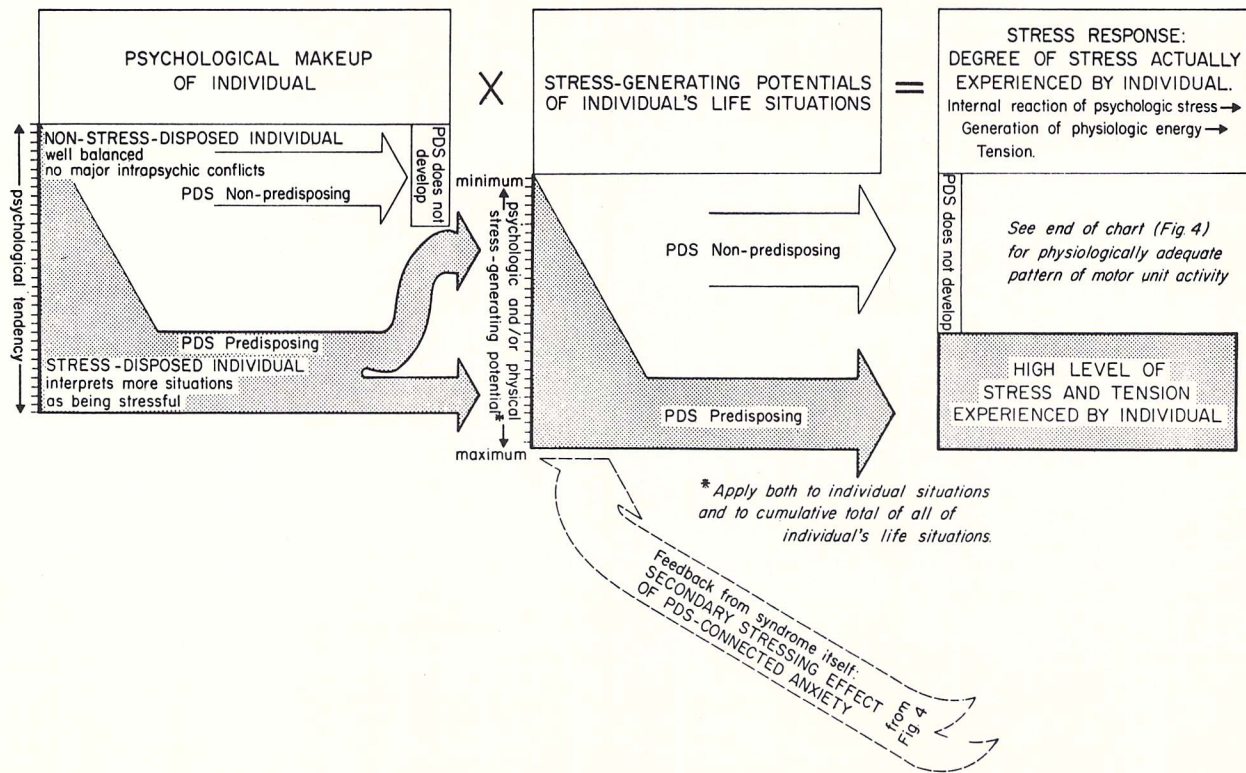 PSYCHOLOGICAL MAKEUP
OF INDIVIDUAL
X
STRESS-GENERATING POTENTIALS
OF INDIVIDUAL'S LIFE SITUATIONS
=
STRESS RESPONSE:
DEGREE OF STRESS ACTUALLY
EXPERIENCED BY INDIVIDUAL.
Internal reaction of psychologic stress→
Generation of physiologic energy→
Tension.
psychological tendency
NON-STRESS-DISPOSED INDIVIDUAL
well balanced
no major intrapsychic conflicts
PDS Non-predisposing
PDS does not
develop
PDS Predisposing
STRESS-DISPOSED INDIVIDUAL
interprets more situations
as being stressful
minimum
psychologic and/or physical
stress-generating potential*
maximum
PDS Non-predisposing
PDS Predisposing
PDS does not develop
See end of chart (Fig. 4)
for physiologically adequate
pattern of motor unit activity
HIGH LEVEL OF
STRESS AND TENSION
EXPERIENCED BY INDIVIDUAL
*Apply both to individual situations
and to cumulative total of all of
individual's life situations.
Feedback from syndrome itself:
SECONDARY STRESSING EFFECT
OF PDS-CONNECTED ANXIETY
from
Fig. 4